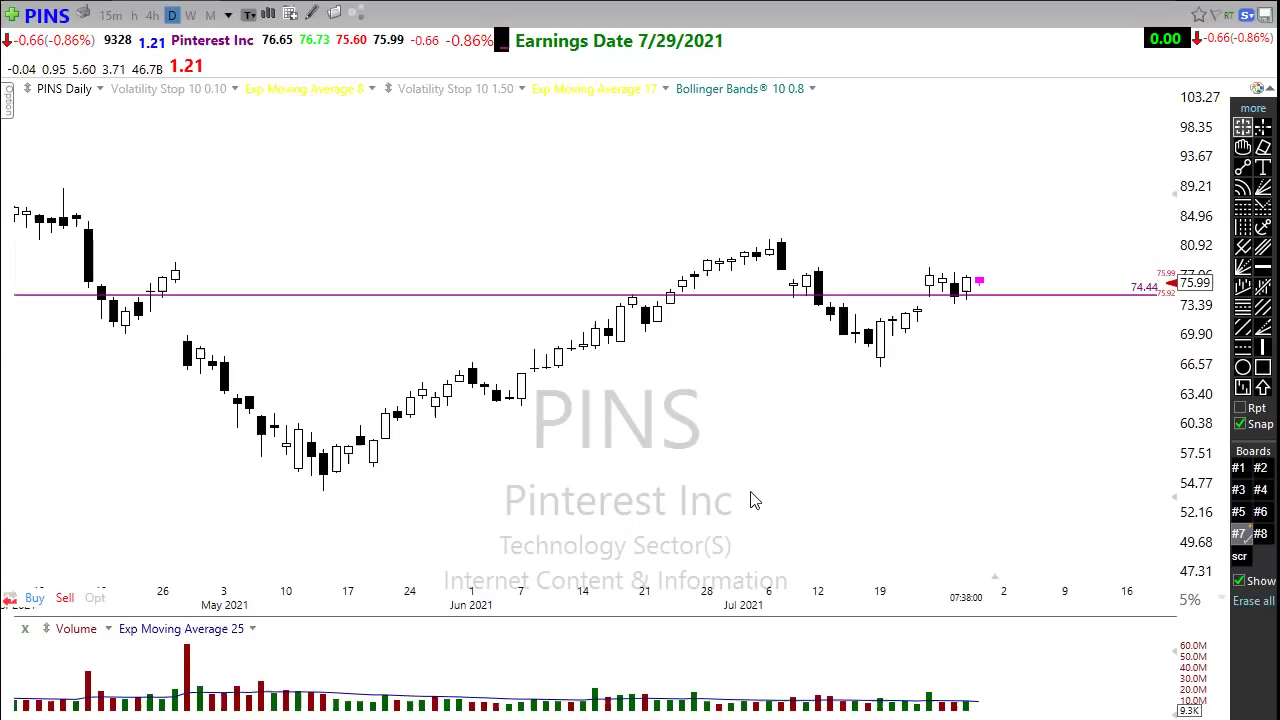 PINS 15m h 4h D W M T
-0.66(-0.86%) 9328 1.21 Pinterest Inc 76.65 76.73 75.60 75.99 -0.66 -0.86% Earnings Date 7/29/2021 0.00 -0.66(-0.86%)
RT S
-0.04 0.95 5.60 3.71 46.7B 1.21
Option
PINS Daily Volatility Stop 10 0.10 Exp Moving Average 8 Volatility Stop 10 1.50 Exp Moving Average 17 Bollinger Bands® 10 0.8
103.27
98.35
93.67
89.21
84.96
80.92
75.99
75.99
74.44
75.92
73.39
69.90
66.57
63.40
60.38
57.51
54.77
52.16
49.68
47.31
5%
PINS
Pinterest Inc
Technology Sector(S)
Internet Content & Information
26 3 10 17 24 1 7 14 21 28 6 12 19 07:38:00 2 9 16
May 2021 Jun 2021 Jul 2021
Buy Sell Opt
X Volume Exp Moving Average 25
60.0M
50.0M
40.0M
30.0M
20.0M
10.0M
9.3K
more
T
Rpt
Snap
Boards
#1 #2
#3 #4
#5 #6
#7 #8
scr
Show
Erase all